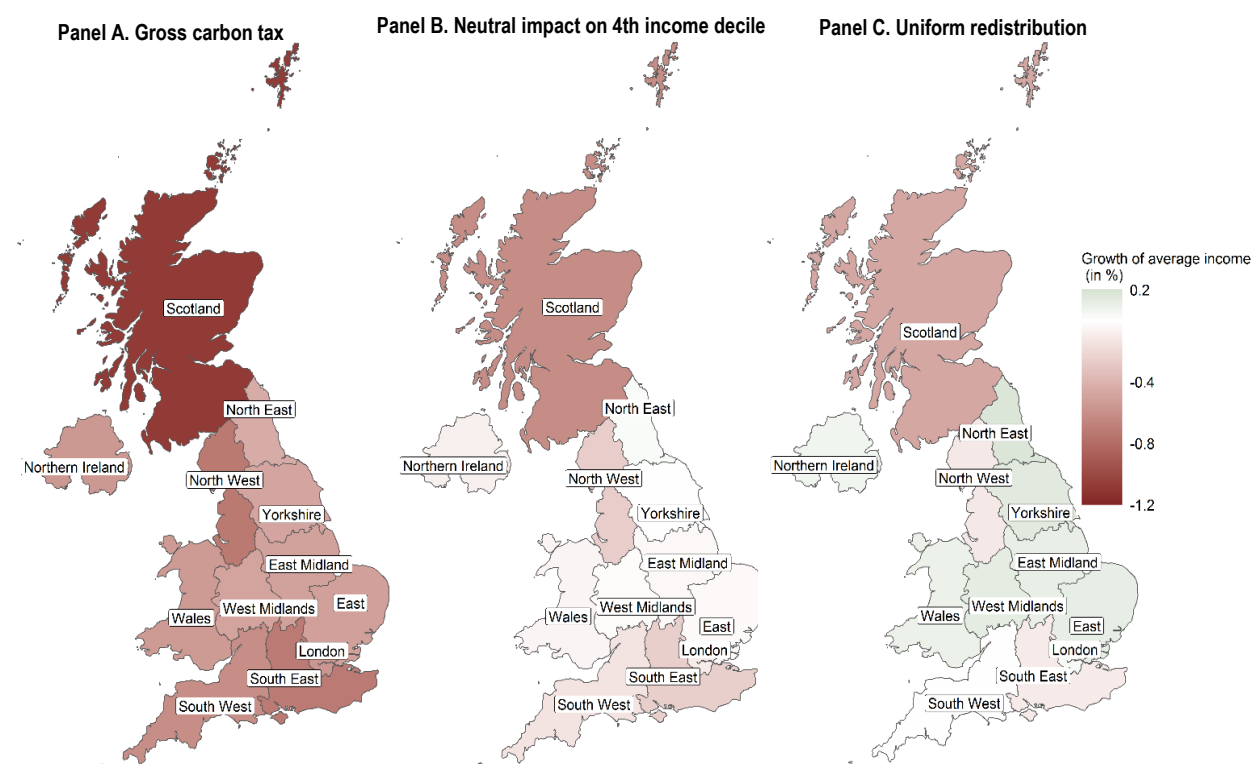 Panel A. Gross carbon tax
Panel B. Neutral impact on 4th income decile
Panel C. Uniform redistribution
Scotland
North East
Northern Ireland
North West
Yorkshire
East Midland
West Midlands
East
Wales
London
South East
South West
Scotland
North East
Northern Ireland
North West
Yorkshire
East Midland
West Midlands
Wales
East
London
South East
South West
Scotland
North East
Northern Ireland
North West
Yorkshire
East Midland
West Midlands
Wales
East
London
South East
South West
Growth of average income
(in %)
0.2
-0.4
-0.8
-1.2